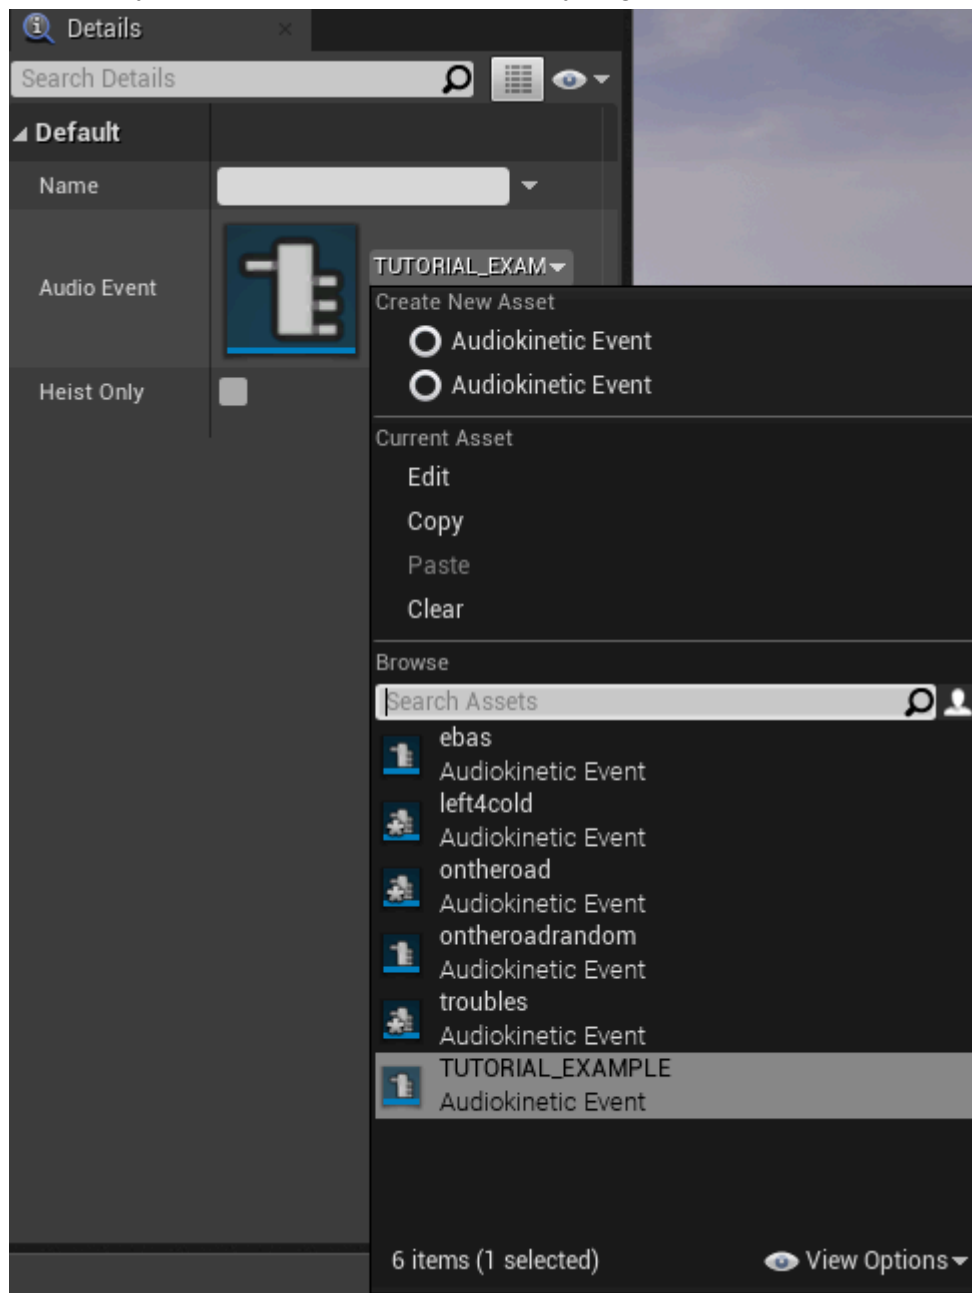 Details
Search Details
Default
Name
Audio Event
TUTORIAL_EXAM
Heist Only
Create New Asset
Audiokinetic Event
Audiokinetic Event
Current Asset
Edit
Copy
Paste
Clear
Browse
Search Assets
ebas
Audiokinetic Event
left4cold
Audiokinetic Event
ontheroad
Audiokinetic Event
ontheroadrandom
Audiokinetic Event
troubles
Audiokinetic Event
TUTORIAL_EXAMPLE
Audiokinetic Event
6 items (1 selected)
View Options